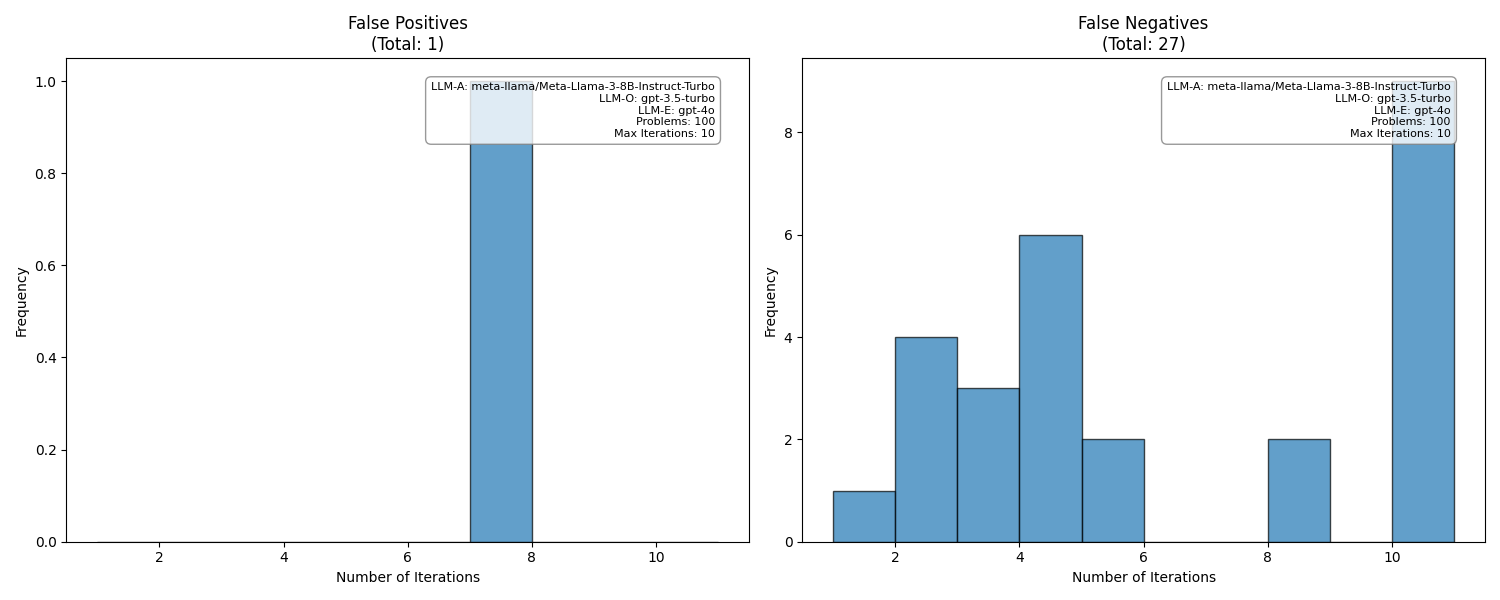 False Positives
(Total: 1)
LLM-A: meta-llama/Meta-Llama-3-8B-Instruct-Turbo
LLM-O: gpt-3.5-turbo
LLM-E: gpt-4o
Problems: 100
Max Iterations: 10
Frequency
1.0
0.8
0.6
0.4
0.2
0.0
2 4 6 8 10
Number of Iterations
False Negatives
(Total: 27)
LLM-A: meta-llama/Meta-Llama-3-8B-Instruct-Turbo
LLM-O: gpt-3.5-turbo
LLM-E: gpt-4o
Problems: 100
Max Iterations: 10
Frequency
8
6
4
2
0
2 4 6 8 10
Number of Iterations